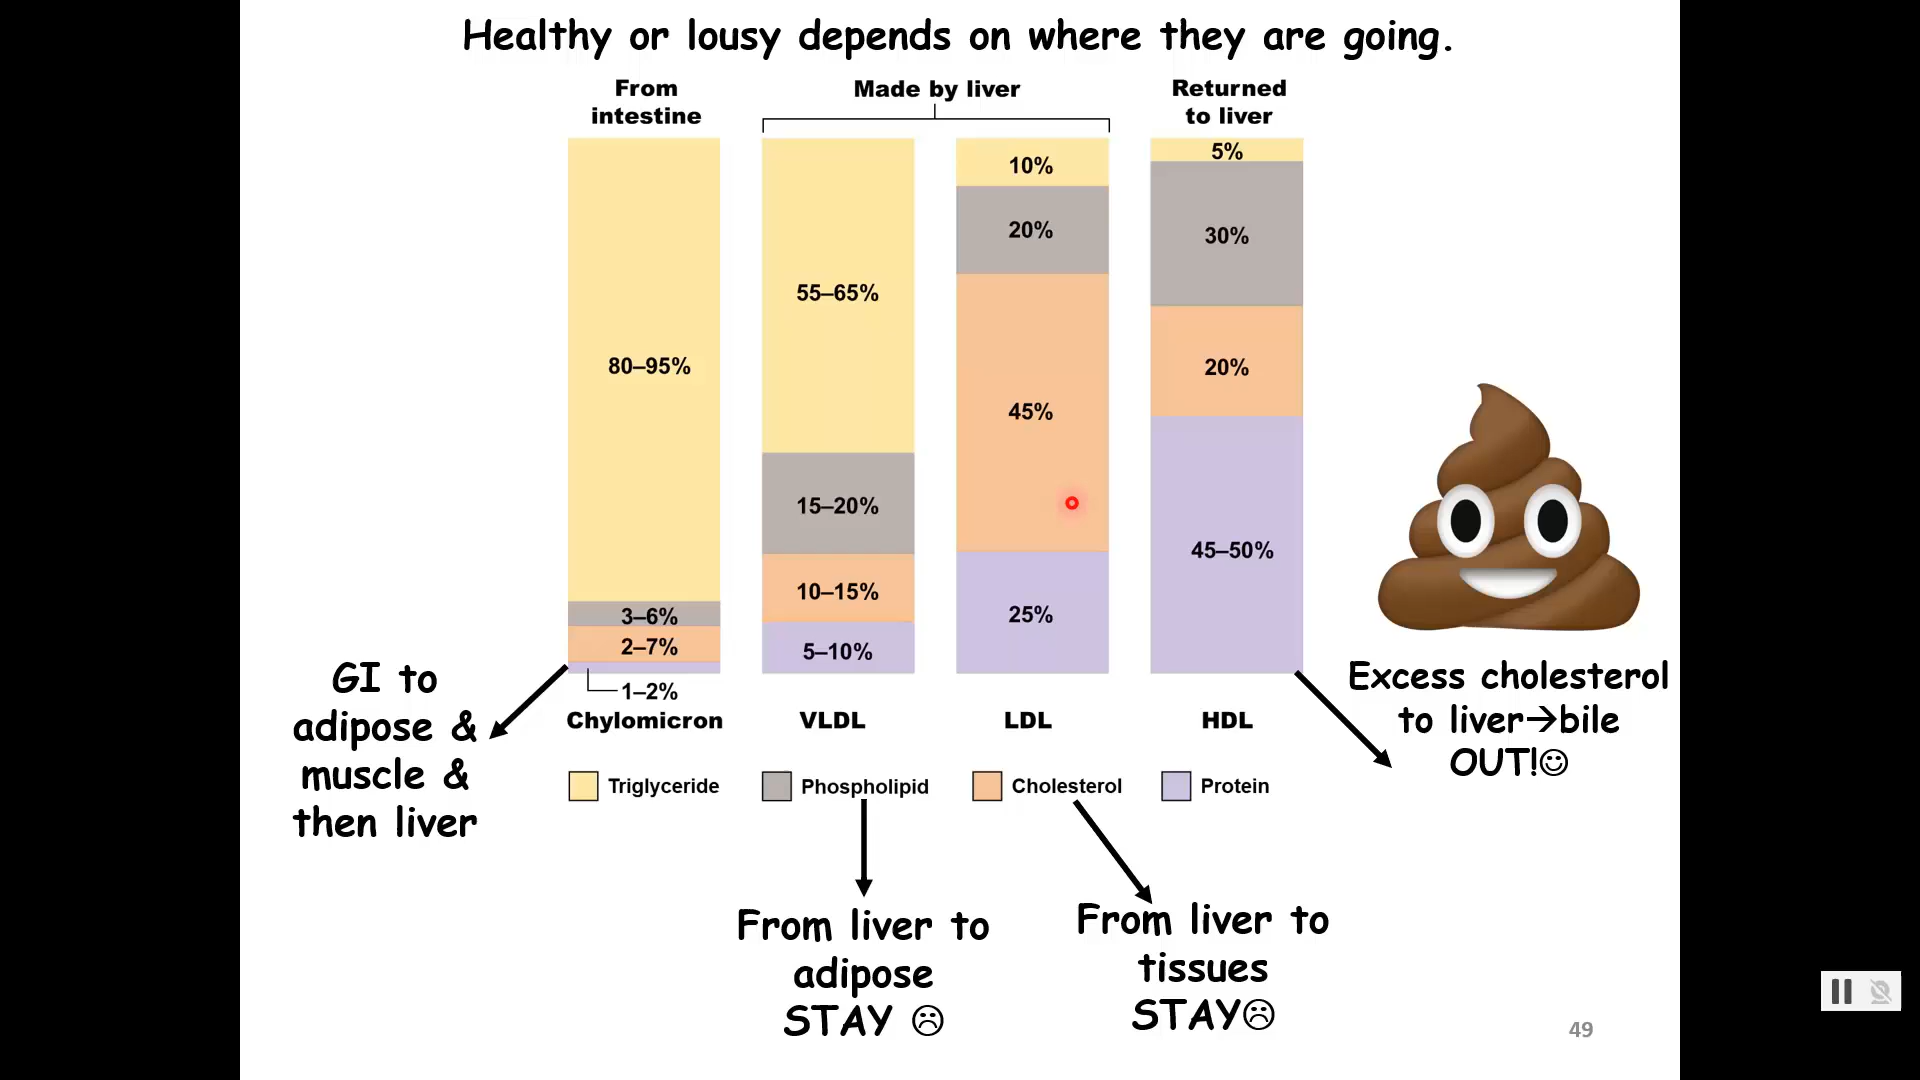 Healthy or lousy depends on where they are going.
From
intestine
Made by liver
Returned
to liver
80–95%
3–6%
2–7%
1–2%
55–65%
15–20%
10–15%
5–10%
10%
20%
45%
25%
5%
30%
20%
45–50%
Chylomicron
VLDL
LDL
HDL
Triglyceride
Phospholipid
Cholesterol
Protein
GI to
adipose &
muscle &
then liver
From liver to
adipose
STAY ☹
From liver to
tissues
STAY☹
Excess cholesterol
to liver→bile
OUT!☺
49